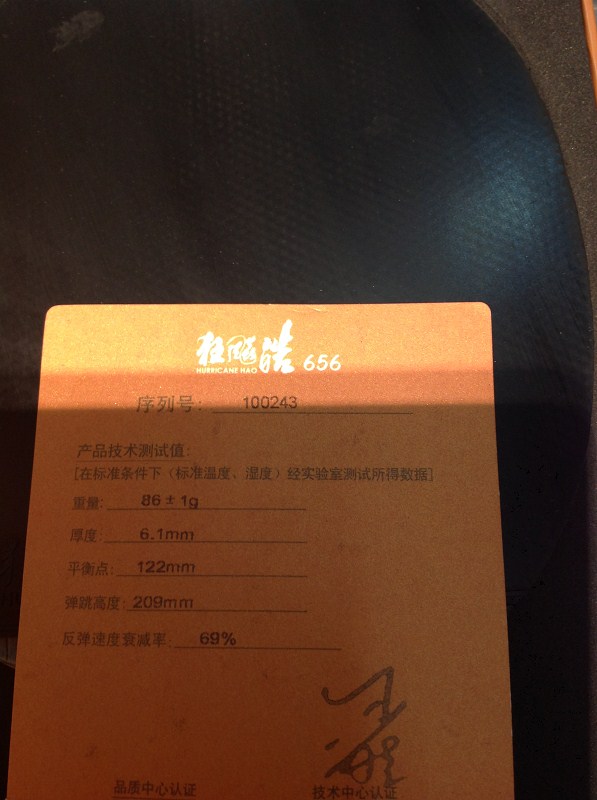 狂飚皓 656
HURRICANE HAO
序列号: 100243
产品技术测试值:
[在标准条件下（标准温度、湿度）经实验室测试所得数据]
重量: 86±1g
厚度: 6.1mm
平衡点: 122mm
弹跳高度: 209mm
反弹速度衰减率: 69%
品质中心认证 技术中心认证